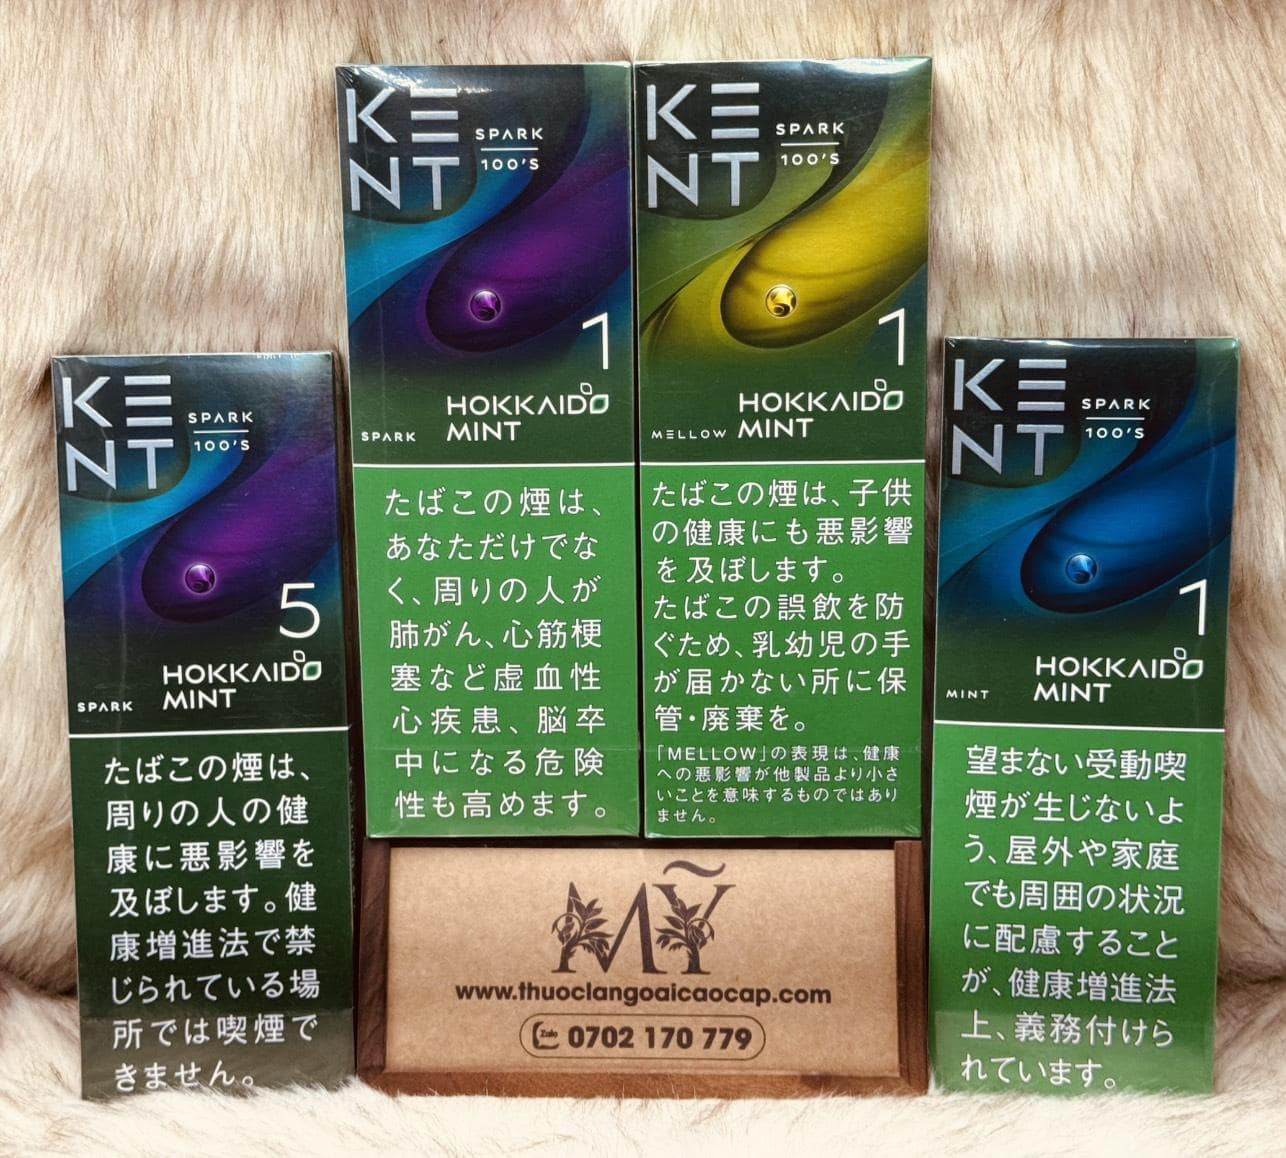 KE
NT
SPARK
100'S
5
SPARK
HOKKAIDO
MINT
たばこの煙は、
周りの人の健
康に悪影響を
及ぼします。健
康増進法で禁
じられている場
所では喫煙で
きません。
KE
NT
SPARK
100'S
1
SPARK
HOKKAIDO
MINT
たばこの煙は、
あなただけでな
く、周りの人が
肺がん、心筋梗
塞など虚血性
心疾患、脳卒
中になる危険
性も高めます。
KE
NT
SPARK
100'S
1
MELLOW
HOKKAIDO
MINT
たばこの煙は、子供
の健康にも悪影響
を及ぼします。
たばこの誤飲を防
ぐため、乳幼児の手
が届かない所に保
管・廃棄を。
「MELLOW」の表現は、健康
への悪影響が他製品より小さ
いことを意味するものではあり
ません。
KE
NT
SPARK
100'S
1
MINT
HOKKAIDO
MINT
望まない受動喫
煙が生じないよ
う、屋外や家庭
でも周囲の状況
に配慮すること
が、健康増進法
上、義務付けら
れています。
MỸ
www.thuoclangoaicaocap.com
Zalo 0702 170 779